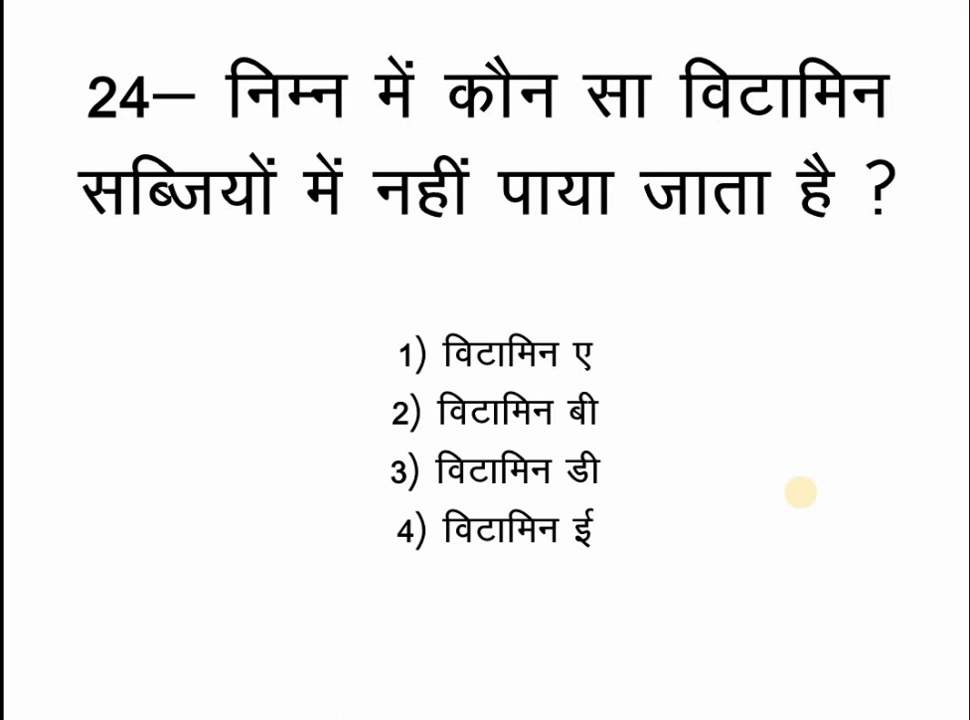 24– निम्न में कौन सा विटामिन
सब्जियों में नहीं पाया जाता है ?
1) विटामिन ए
2) विटामिन बी
3) विटामिन डी
4) विटामिन ई